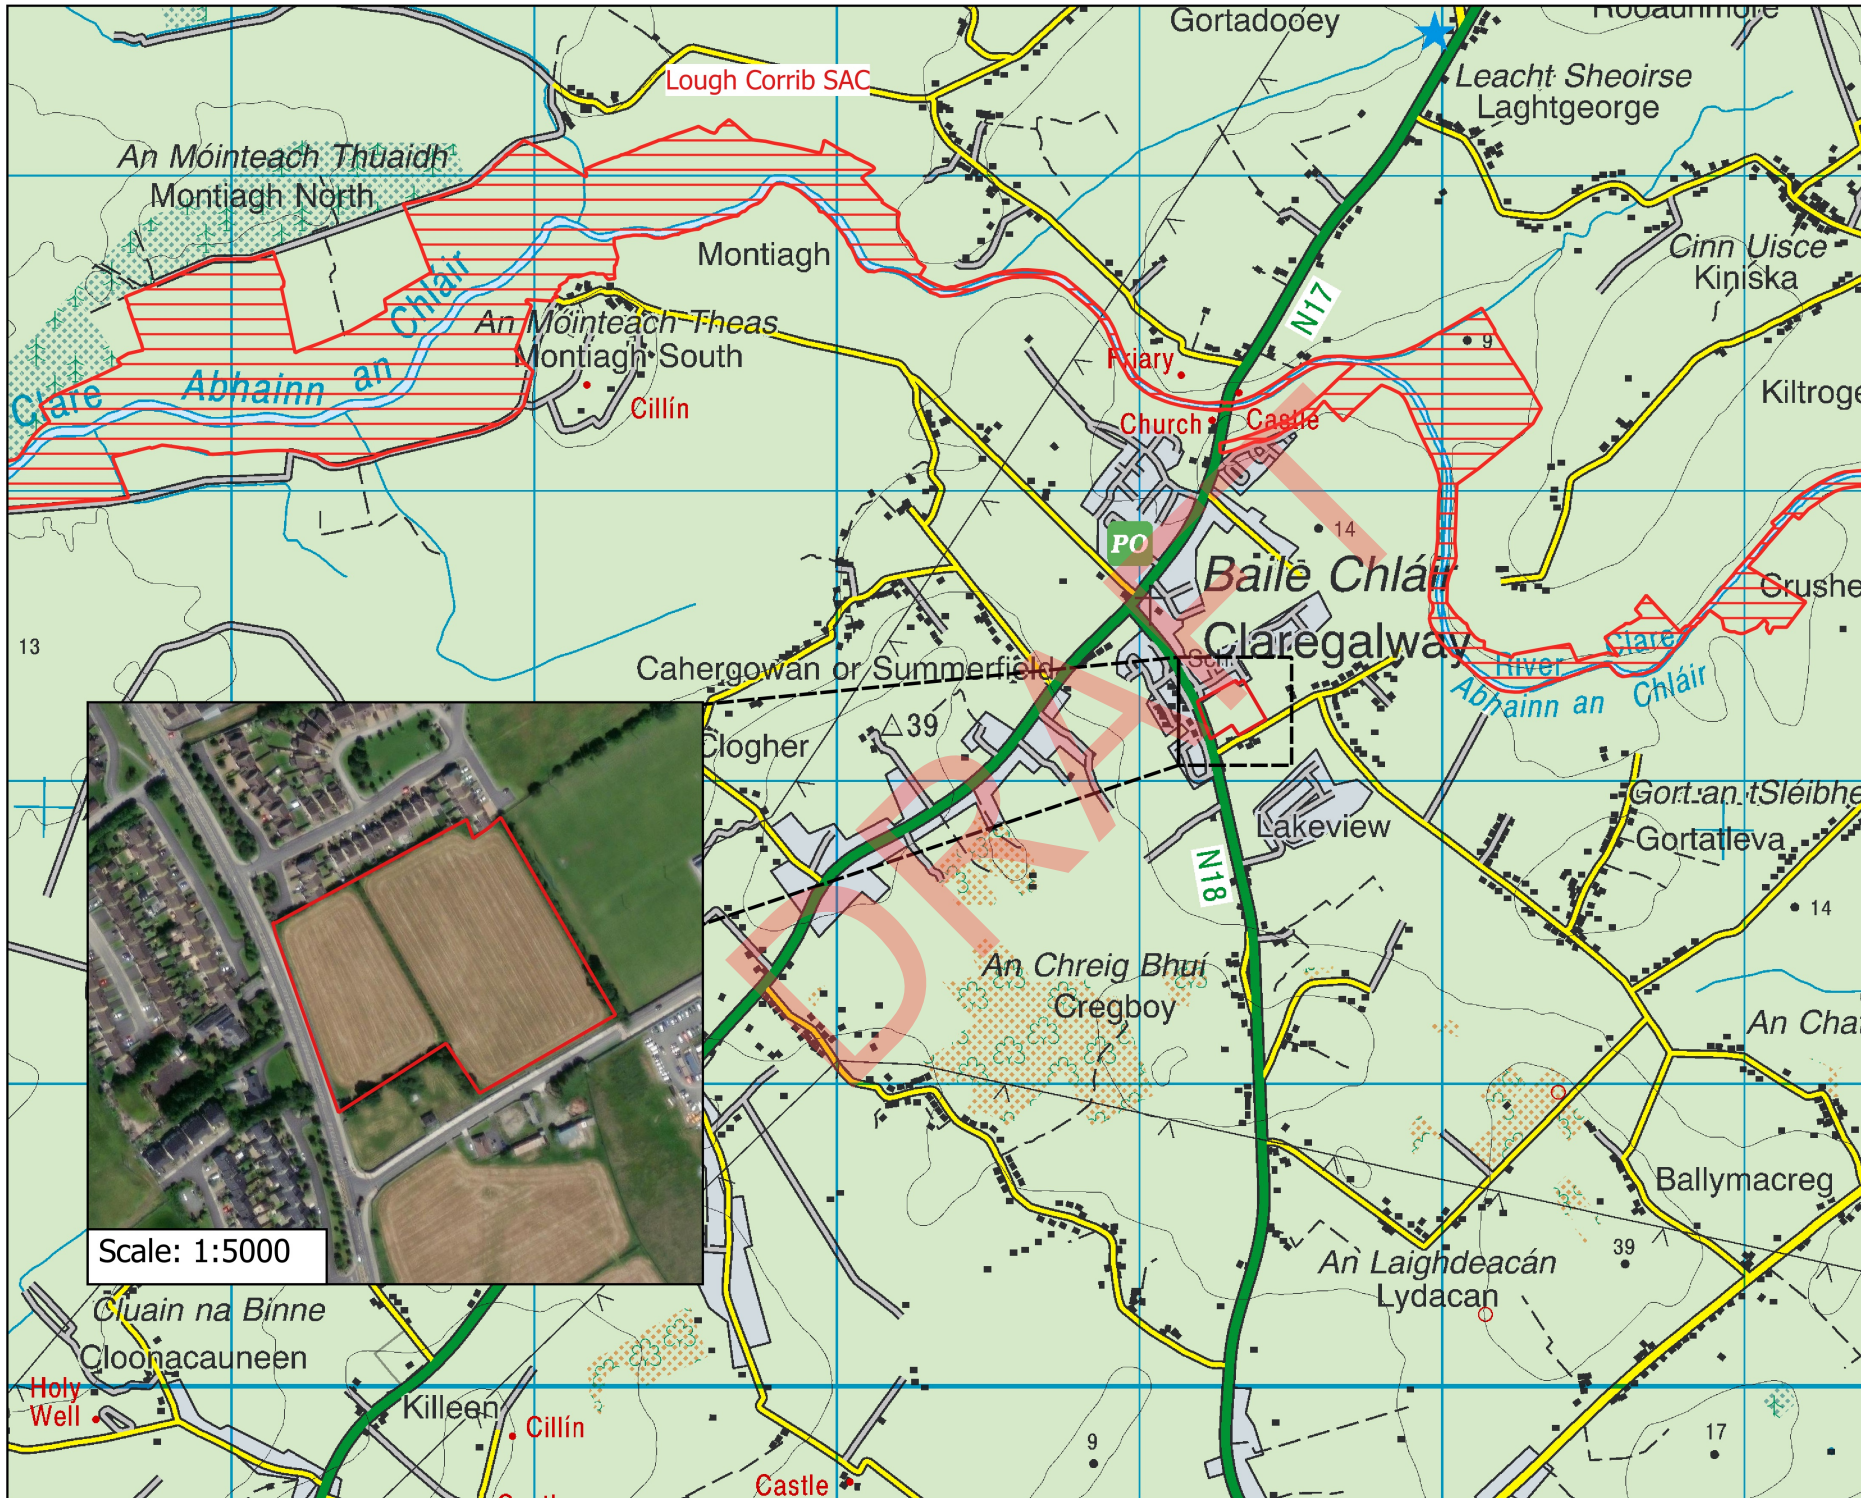 Gortadooey
Lough Corrib SAC
Leacht Sheoirse
Laghtgeorge
An Móinteach Thuaidh
Montiagh North
Montiagh
Cinn Uisce
Kiniska
N17
Abhainn an Chláir
Clare
An Móinteach Theas
Montiagh South
Cillín
Friary
Church
Castle
9
14
PO
Baile Chláir
Claregalway
Sch
13
Cahergowan or Summerfield
River Clare
Abhainn an Chláir
39
Clogher
Lakeview
N18
Gort an tSléibhe
Gortatleva
14
An Chreig Bhuí
Cregboy
DRAFT
Scale: 1:5000
Ballymacreg
39
An Laighdeacán
Lydacan
Cluain na Binne
Cloonacauneen
Holy
Well
Killeen
Cillín
Castle
9
17